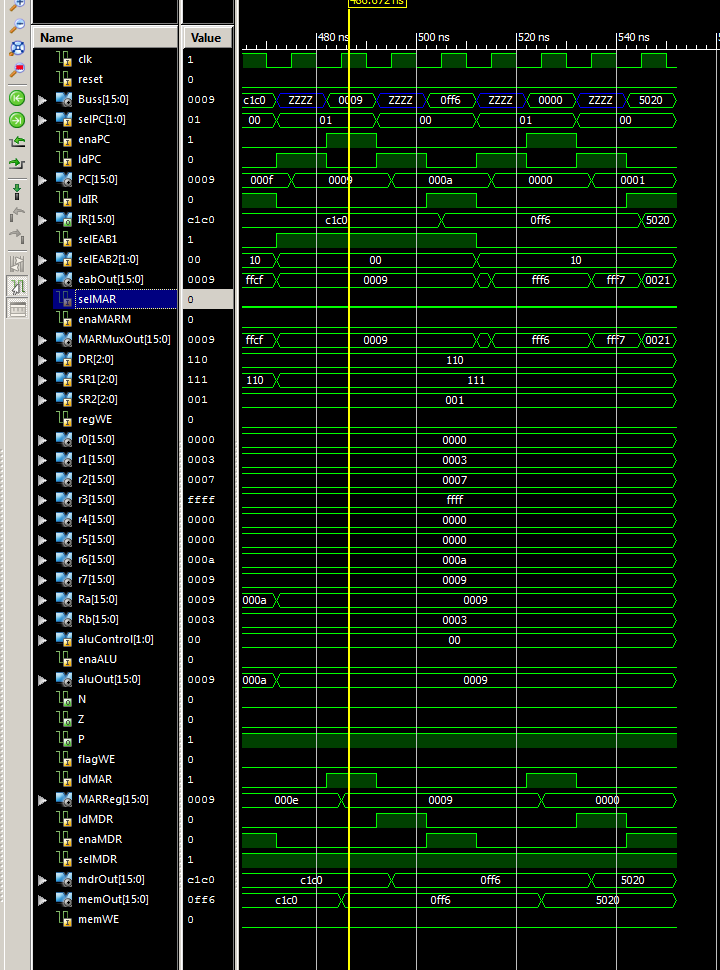 486.672 ns
Name Value 480 ns 500 ns 520 ns 540 ns
clk 1
reset 0
Buss[15:0] 0009 c1c0 ZZZZ 0009 ZZZZ 0ff6 ZZZZ 0000 ZZZZ 5020
selPC[1:0] 01 00 01 00 01 00
enaPC 1
ldPC 0
PC[15:0] 0009 000f 0009 000a 0000 0001
ldIR 0
IR[15:0] c1c0 c1c0 0ff6 5020
selEAB1 1
selEAB2[1:0] 00 10 00 10
eabOut[15:0] 0009 ffcf 0009 fff6 fff7 0021
selMAR 0
enaMARM 0
MARMuxOut[15:0] 0009 ffcf 0009 fff6 fff7 0021
DR[2:0] 110 110
SR1[2:0] 111 110 111
SR2[2:0] 001 001
regWE 0
r0[15:0] 0000 0000
r1[15:0] 0003 0003
r2[15:0] 0007 0007
r3[15:0] ffff ffff
r4[15:0] 0000 0000
r5[15:0] 0000 0000
r6[15:0] 000a 000a
r7[15:0] 0009 0009
Ra[15:0] 0009 000a 0009
Rb[15:0] 0003 0003
aluControl[1:0] 00 00
enaALU 0
aluOut[15:0] 0009 000a 0009
N 0
Z 0
P 1
flagWE 0
ldMAR 1
MARReg[15:0] 0009 000e 0009 0000
ldMDR 0
enaMDR 0
selMDR 1
mdrOut[15:0] c1c0 c1c0 0ff6 5020
memOut[15:0] 0ff6 c1c0 0ff6 5020
memWE 0